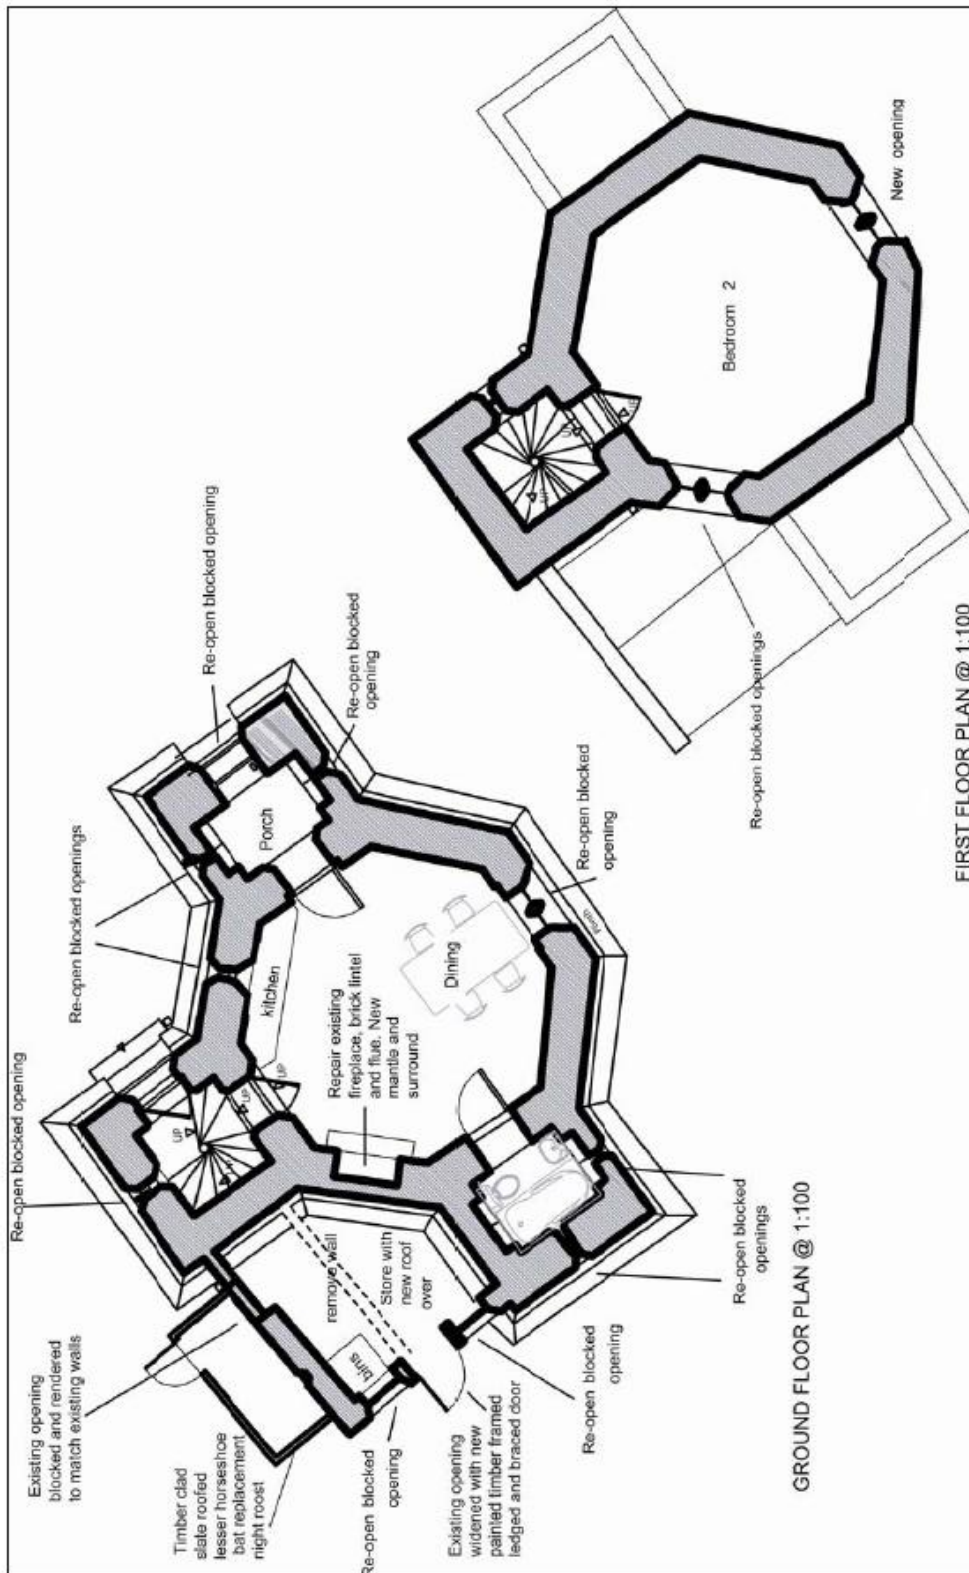 Existing opening
blocked and rendered
to match existing walls
Timber clad
slate roofed
lesser horseshoe
bat replacement
night roost
Re-open blocked
opening
Existing opening
widened with new
painted timber framed
ledged and braced door
Re-open blocked
opening
Re-open blocked
openings
Re-open blocked opening
Re-open blocked openings
Re-open blocked opening
Re-open blocked
opening
Re-open blocked
opening
bins
remove wall
Store with
new roof
over
UP
UP
UP
UP
kitchen
Porch
Repair existing
fireplace, brick lintel
and flue. New
mantle and
surround
Dining
Plinth
GROUND FLOOR PLAN @ 1:100
UP
UP
Bedroom 2
New opening
Re-open blocked openings
FIRST FLOOR PLAN @ 1:100